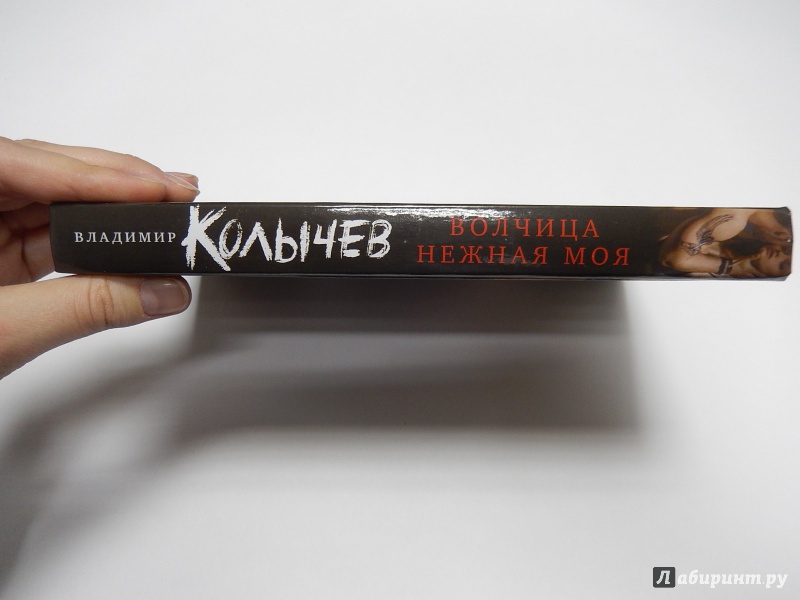 ВЛАДИМИР КОЛЫЧЕВ
ВОЛЧИЦА
НЕЖНАЯ МОЯ
Лабиринт.ру